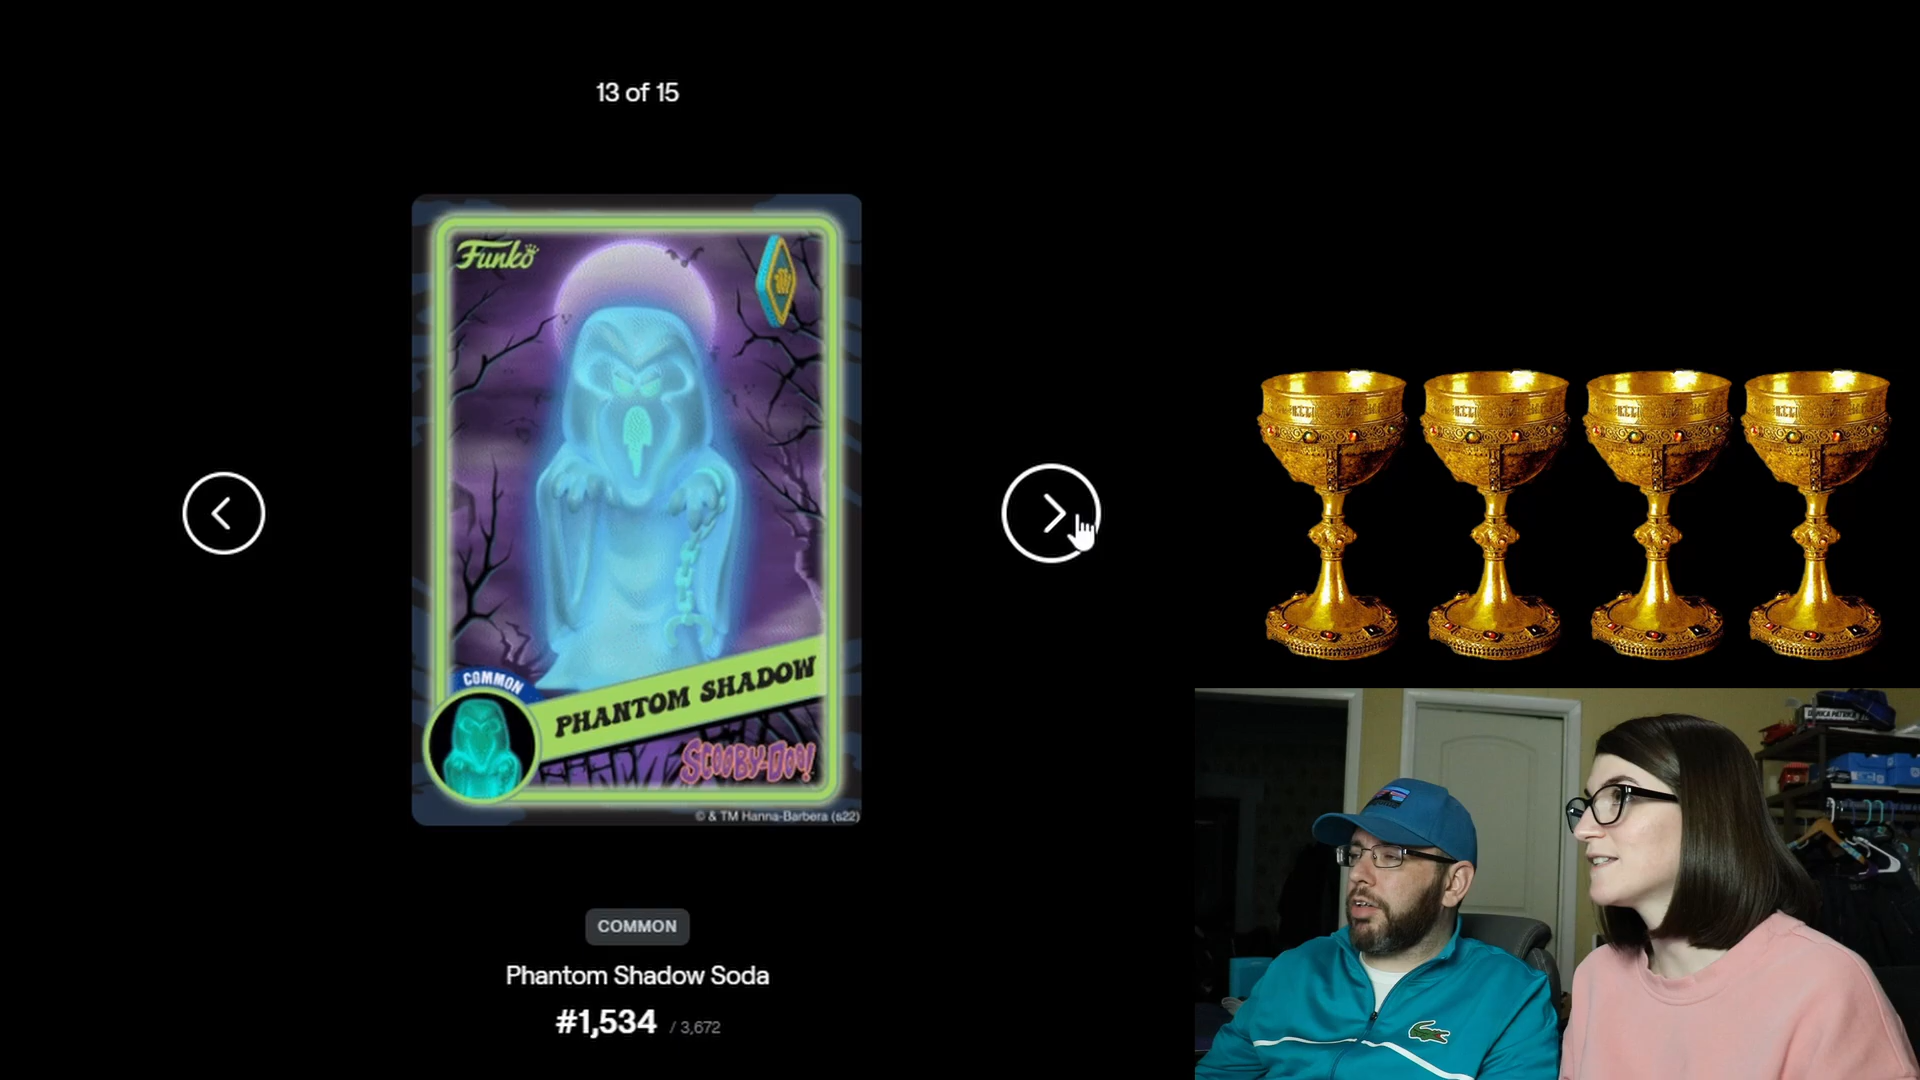 13 of 15
Funko
COMMON
PHANTOM SHADOW
SCOOBY-DOO!
© & TM Hanna-Barbera (s22)
COMMON
Phantom Shadow Soda
#1,534 / 3,672